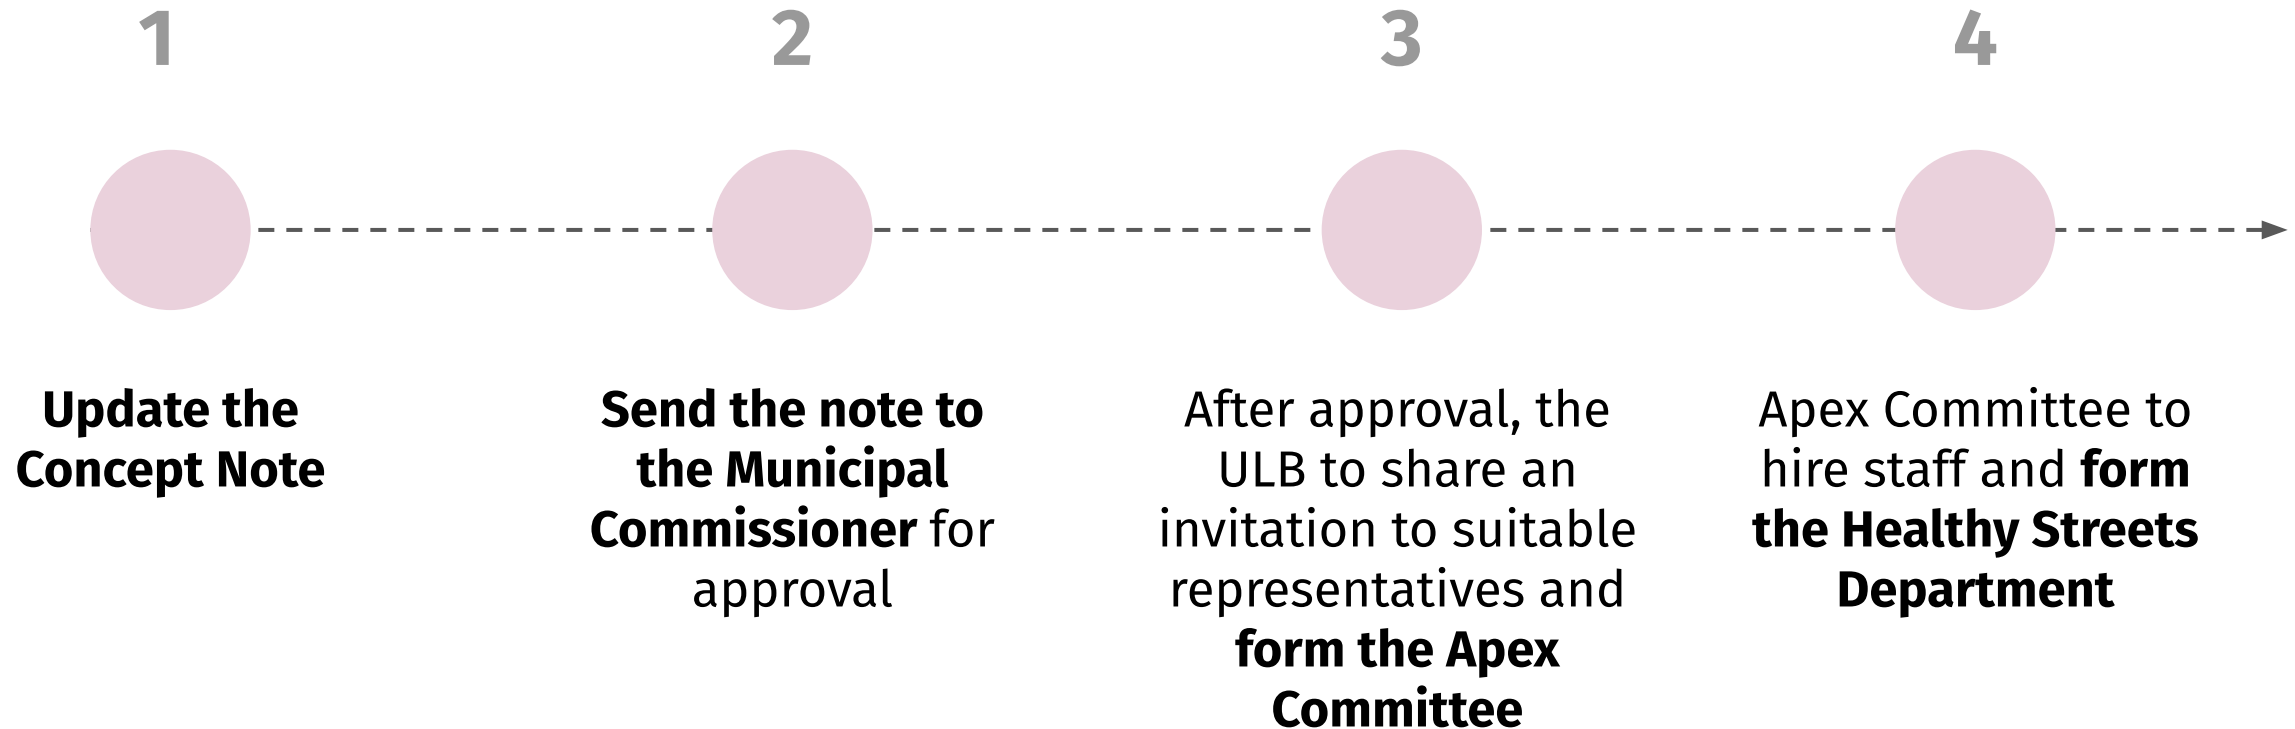 1
2
3
4
Update the
Concept Note
Send the note to
the Municipal
Commissioner for
approval
After approval, the
ULB to share an
invitation to suitable
representatives and
form the Apex
Committee
Apex Committee to
hire staff and form
the Healthy Streets
Department